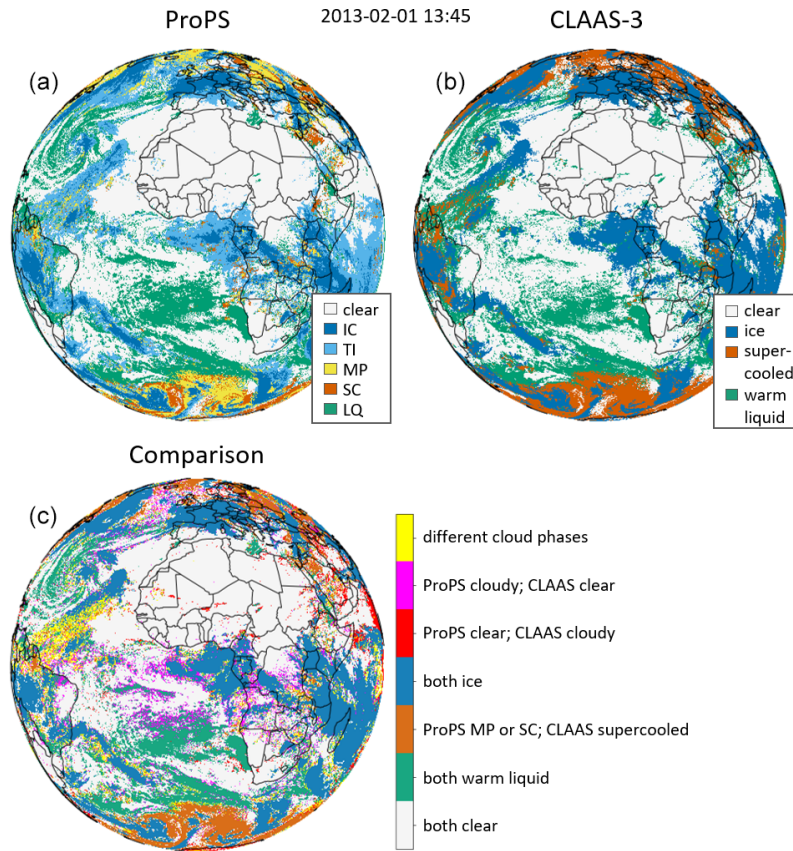 ProPS
2013-02-01 13:45
CLAAS-3
(a)
(b)
clear
IC
TI
MP
SC
LQ
clear
ice
super-
cooled
warm
liquid
Comparison
(c)
different cloud phases
ProPS cloudy; CLAAS clear
ProPS clear; CLAAS cloudy
both ice
ProPS MP or SC; CLAAS supercooled
both warm liquid
both clear